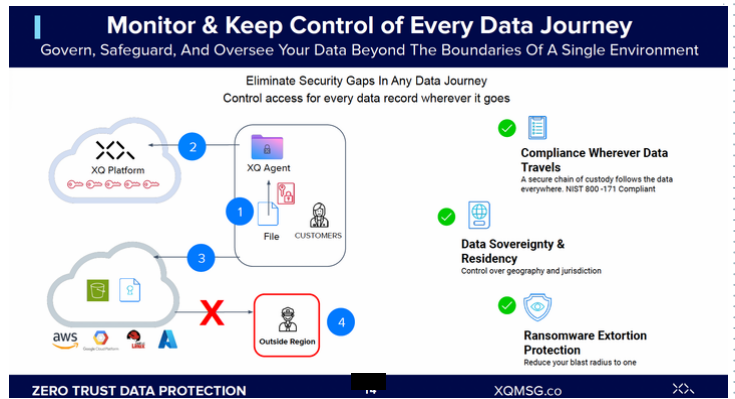 Monitor & Keep Control of Every Data Journey
Govern, Safeguard, And Oversee Your Data Beyond The Boundaries Of A Single Environment
Eliminate Security Gaps In Any Data Journey
Control access for every data record wherever it goes
2
XQ Platform
XQ Agent
1
File
CUSTOMERS
3
X
4
Outside Region
aws
Google Cloud Platform
Compliance Wherever Data
Travels
A secure chain of custody follows the data
everywhere. NIST 800 -171 Compliant
Data Sovereignty &
Residency
Control over geography and jurisdiction
Ransomware Extortion
Protection
Reduce your blast radius to one
ZERO TRUST DATA PROTECTION
XQMSG.co